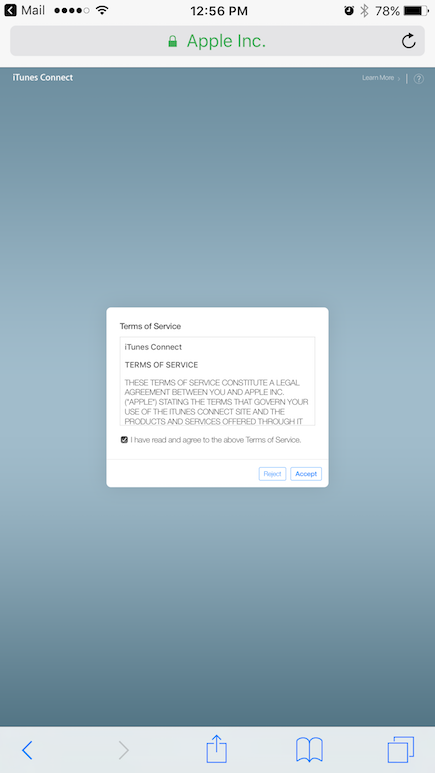 Mail 12:56 PM 78%
Apple Inc.
iTunes Connect Learn More ?
Terms of Service
iTunes Connect
TERMS OF SERVICE
THESE TERMS OF SERVICE CONSTITUTE A LEGAL
AGREEMENT BETWEEN YOU AND APPLE INC.
("APPLE") STATING THE TERMS THAT GOVERN YOUR
USE OF THE ITUNES CONNECT SITE AND THE
PRODUCTS AND SERVICES OFFERED THROUGH IT
I have read and agree to the above Terms of Service.
Reject Accept